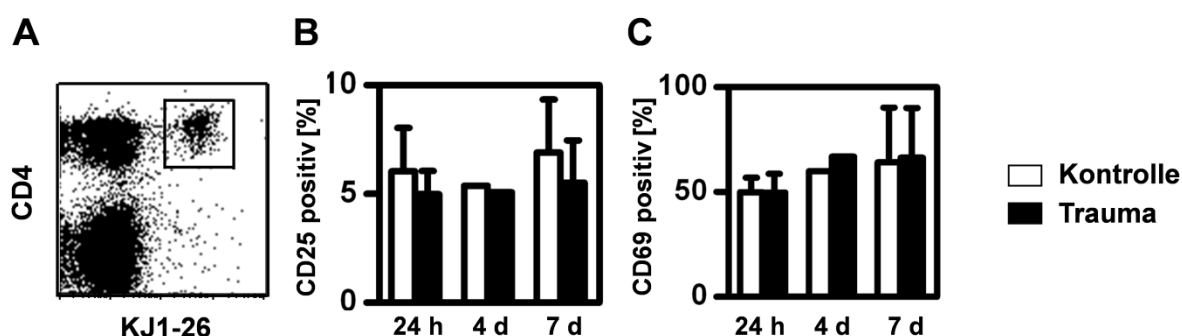 A
CD4
KJ1-26
B
CD25 positiv [%]
10
5
0
24 h 4 d 7 d
C
CD69 positiv [%]
100
50
0
24 h 4 d 7 d
Kontrolle
Trauma